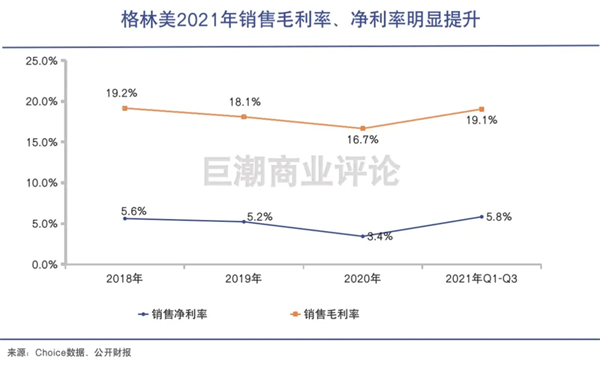 格林美2021年销售毛利率、净利率明显提升
25.0%
20.0%
15.0%
10.0%
5.0%
0.0%
19.2%
18.1%
16.7%
19.1%
巨潮商业评论
5.6%
5.2%
3.4%
5.8%
2018年
2019年
2020年
2021年Q1-Q3
销售净利率
销售毛利率
来源：Choice数据、公开财报